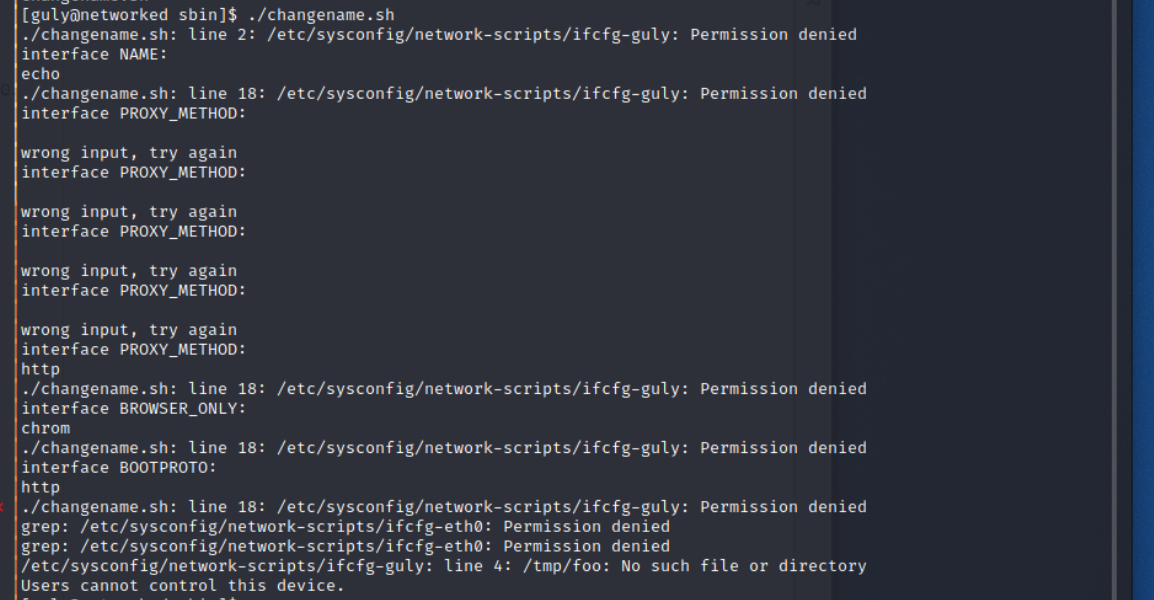 [guly@networked sbin]$ ./changename.sh
./changename.sh: line 2: /etc/sysconfig/network-scripts/ifcfg-guly: Permission denied
interface NAME:
echo
./changename.sh: line 18: /etc/sysconfig/network-scripts/ifcfg-guly: Permission denied
interface PROXY_METHOD:
wrong input, try again
interface PROXY_METHOD:
wrong input, try again
interface PROXY_METHOD:
wrong input, try again
interface PROXY_METHOD:
wrong input, try again
interface PROXY_METHOD:
http
./changename.sh: line 18: /etc/sysconfig/network-scripts/ifcfg-guly: Permission denied
interface BROWSER_ONLY:
chrom
./changename.sh: line 18: /etc/sysconfig/network-scripts/ifcfg-guly: Permission denied
interface BOOTPROTO:
http
./changename.sh: line 18: /etc/sysconfig/network-scripts/ifcfg-guly: Permission denied
grep: /etc/sysconfig/network-scripts/ifcfg-eth0: Permission denied
grep: /etc/sysconfig/network-scripts/ifcfg-eth0: Permission denied
/etc/sysconfig/network-scripts/ifcfg-guly: line 4: /tmp/foo: No such file or directory
Users cannot control this device.